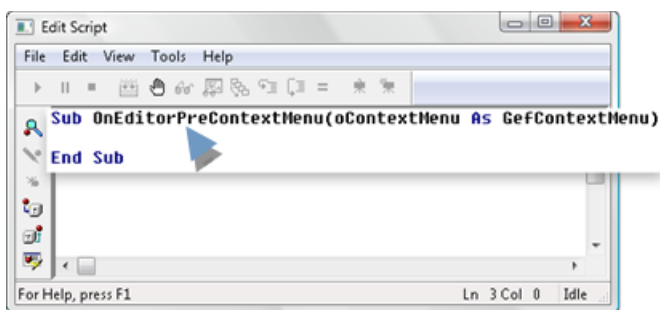 Edit Script
File Edit View Tools Help
Sub OnEditorPreContextMenu(oContextMenu As GefContextMenu)
End Sub
For Help, press F1 Ln 3 Col 0 Idle